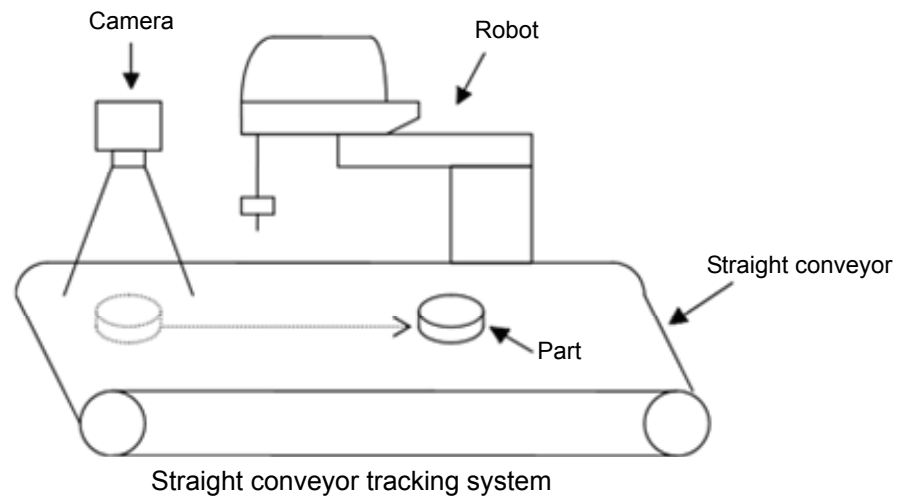 Camera
Robot
Straight conveyor
Part
Straight conveyor tracking system